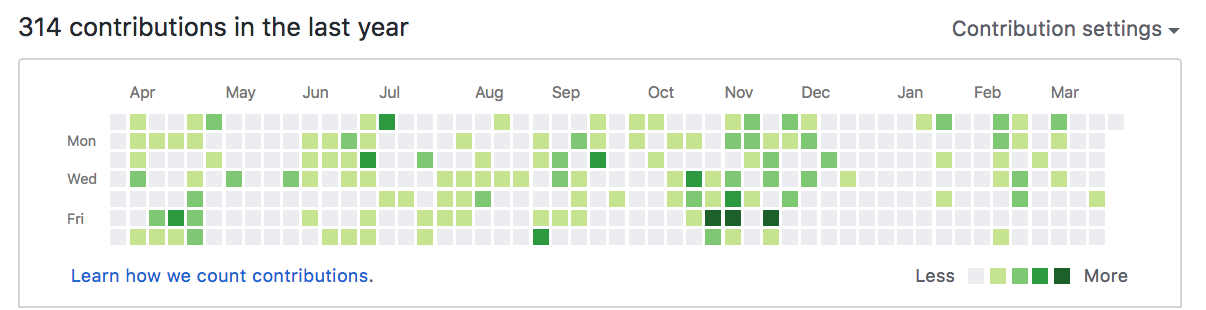 314 contributions in the last year
Contribution settings
Apr May Jun Jul Aug Sep Oct Nov Dec Jan Feb Mar
Mon
Wed
Fri
Learn how we count contributions.
Less More